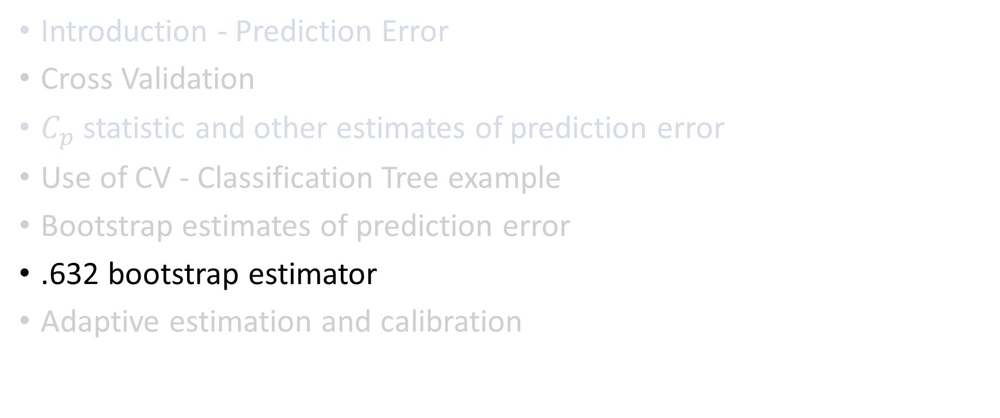 • Introduction - Prediction Error
• Cross Validation
• $C_p$ statistic and other estimates of prediction error
• Use of CV - Classification Tree example
• Bootstrap estimates of prediction error
• .632 bootstrap estimator
• Adaptive estimation and calibration